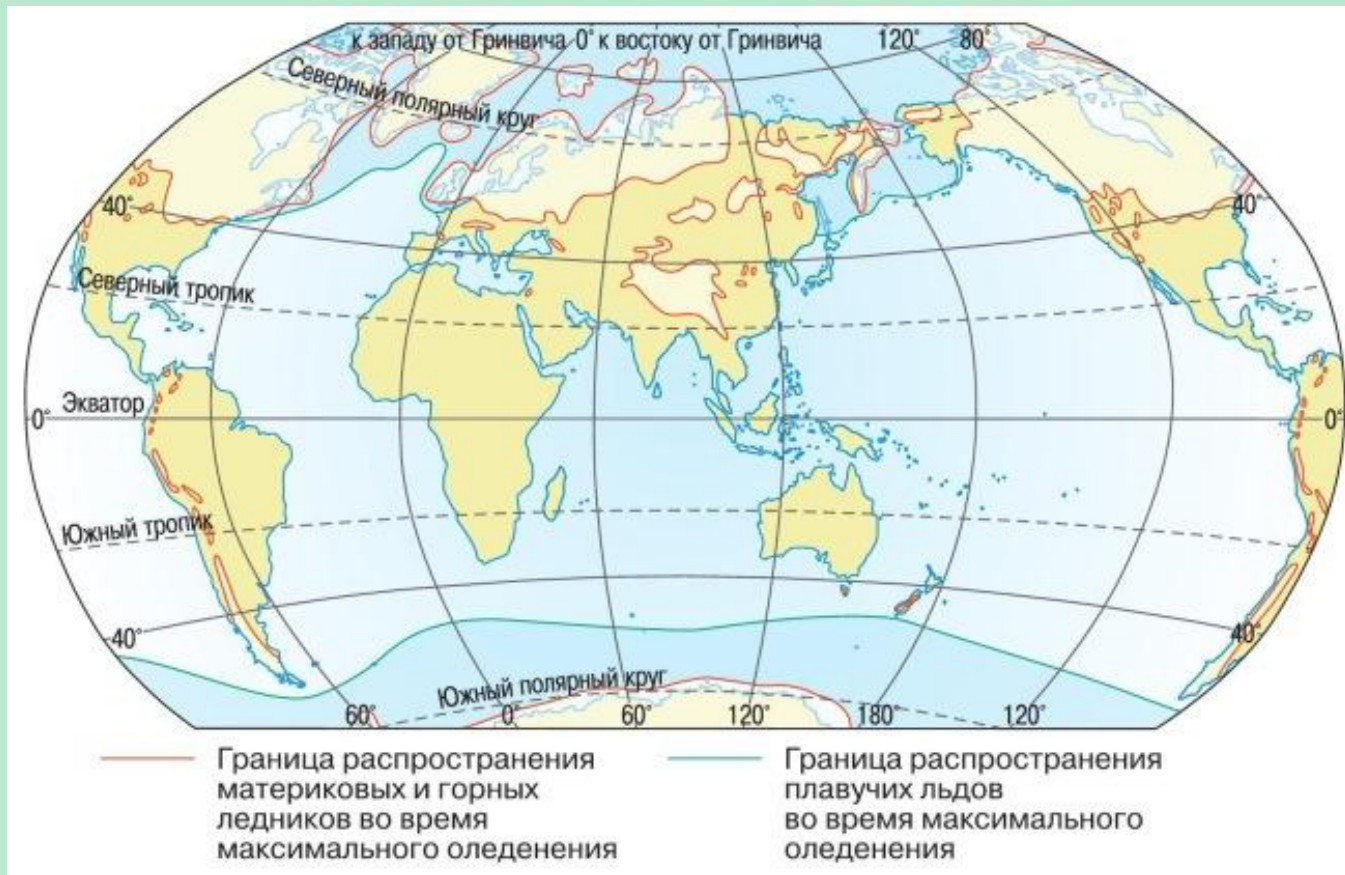 к западу от Гринвича 0° к востоку от Гринвича 120° 80°
Северный полярный круг
40° 40°
Северный тропик
Экватор
0° 0°
Южный тропик
40° 40°
Южный полярный круг
60° 0° 60° 120° 180° 120°
Граница распространения
материковых и горных
ледников во время
максимального оледенения
Граница распространения
плавучих льдов
во время максимального
оледенения